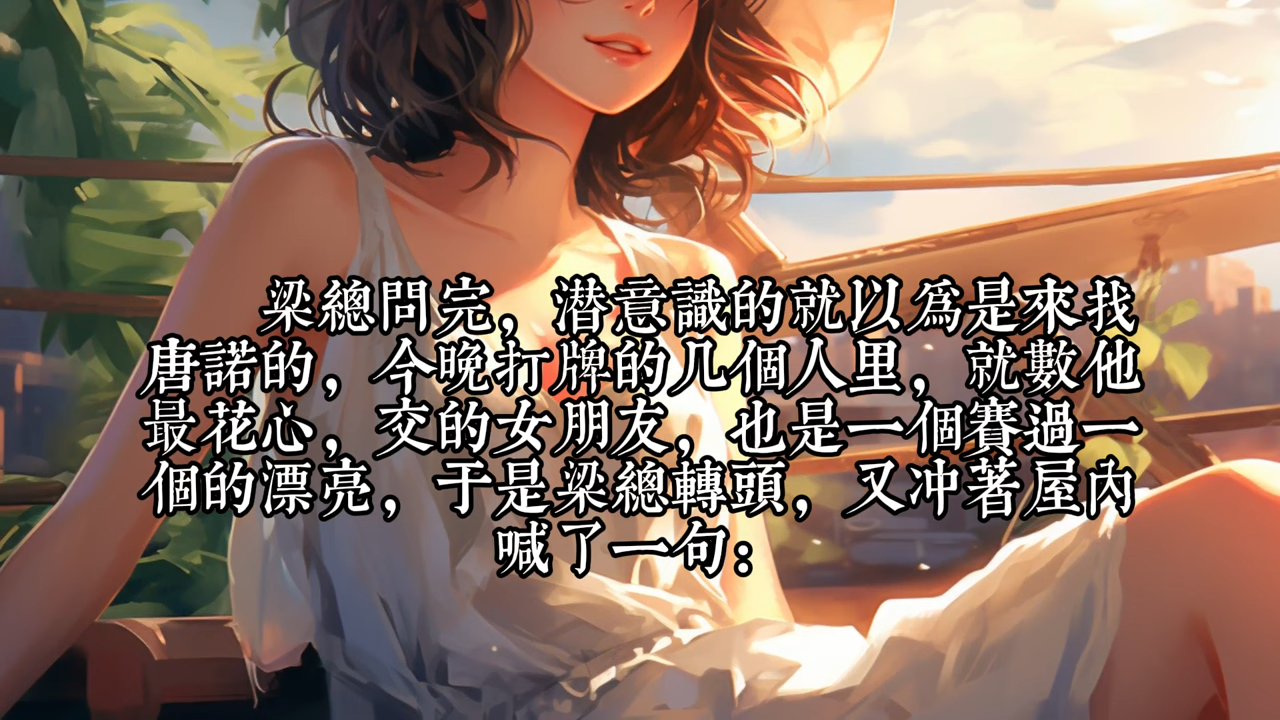 梁總問完，潜意識的就以爲是來找
唐諾的，今晚打牌的几個人里，就數他
最花心，交的女朋友，也是一個賽過一
個的漂亮，于是梁總轉頭，又冲著屋内
喊了一句：